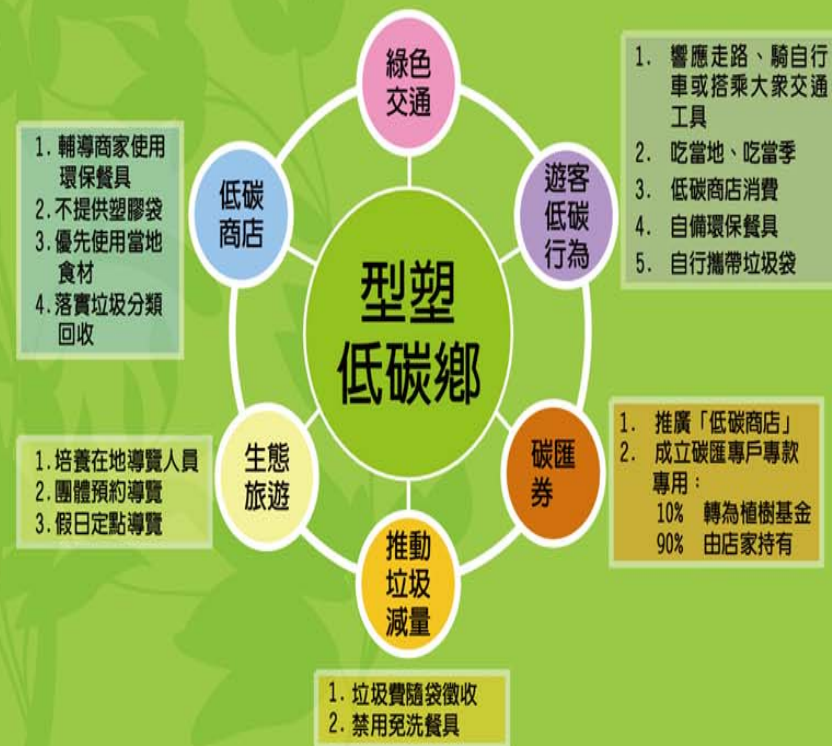 綠色
交通
1. 響應走路、騎自行
車或搭乘大眾交通
工具
2. 吃當地、吃當季
3. 低碳商店消費
4. 自備環保餐具
5. 自行攜帶垃圾袋
遊客
低碳
行為
1. 輔導商家使用
環保餐具
2. 不提供塑膠袋
3. 優先使用當地
食材
4. 落實垃圾分類
回收
低碳
商店
型塑
低碳鄉
碳匯
券
1. 推廣「低碳商店」
2. 成立碳匯專戶專款
專用：
10% 轉為植樹基金
90% 由店家持有
生態
旅遊
1. 培養在地導覽人員
2. 團體預約導覽
3. 假日定點導覽
推動
垃圾
減量
1. 垃圾費隨袋徵收
2. 禁用免洗餐具